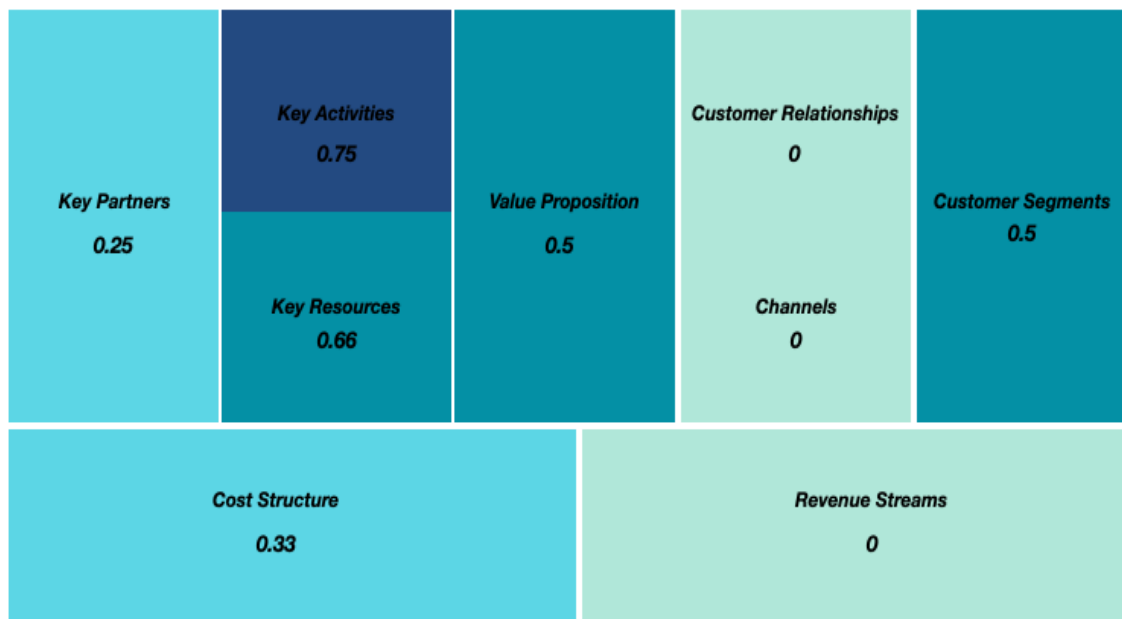 Key Partners
0.25
Key Activities
0.75
Key Resources
0.66
Value Proposition
0.5
Customer Relationships
0
Channels
0
Customer Segments
0.5
Cost Structure
0.33
Revenue Streams
0